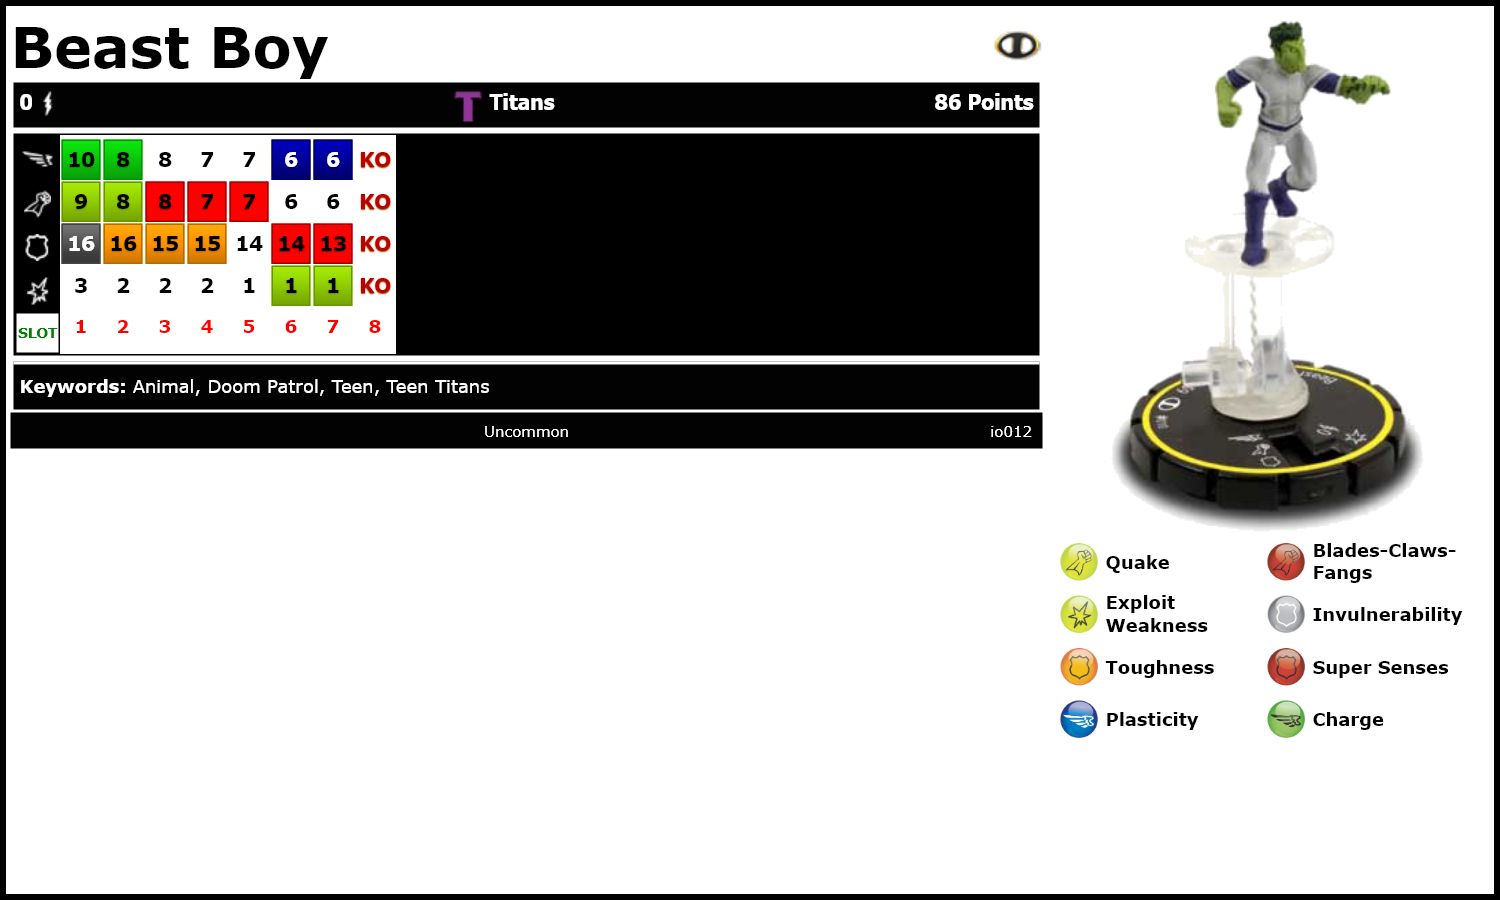 Beast Boy
0 T Titans 86 Points
10 8 8 7 7 6 6 KO
9 8 8 7 7 6 6 KO
16 16 15 15 14 14 13 KO
3 2 2 2 1 1 1 KO
SLOT 1 2 3 4 5 6 7 8
Keywords: Animal, Doom Patrol, Teen, Teen Titans
Uncommon io012
Beast
Quake
Blades-Claws-
Fangs
Exploit
Weakness
Invulnerability
Toughness
Super Senses
Plasticity
Charge